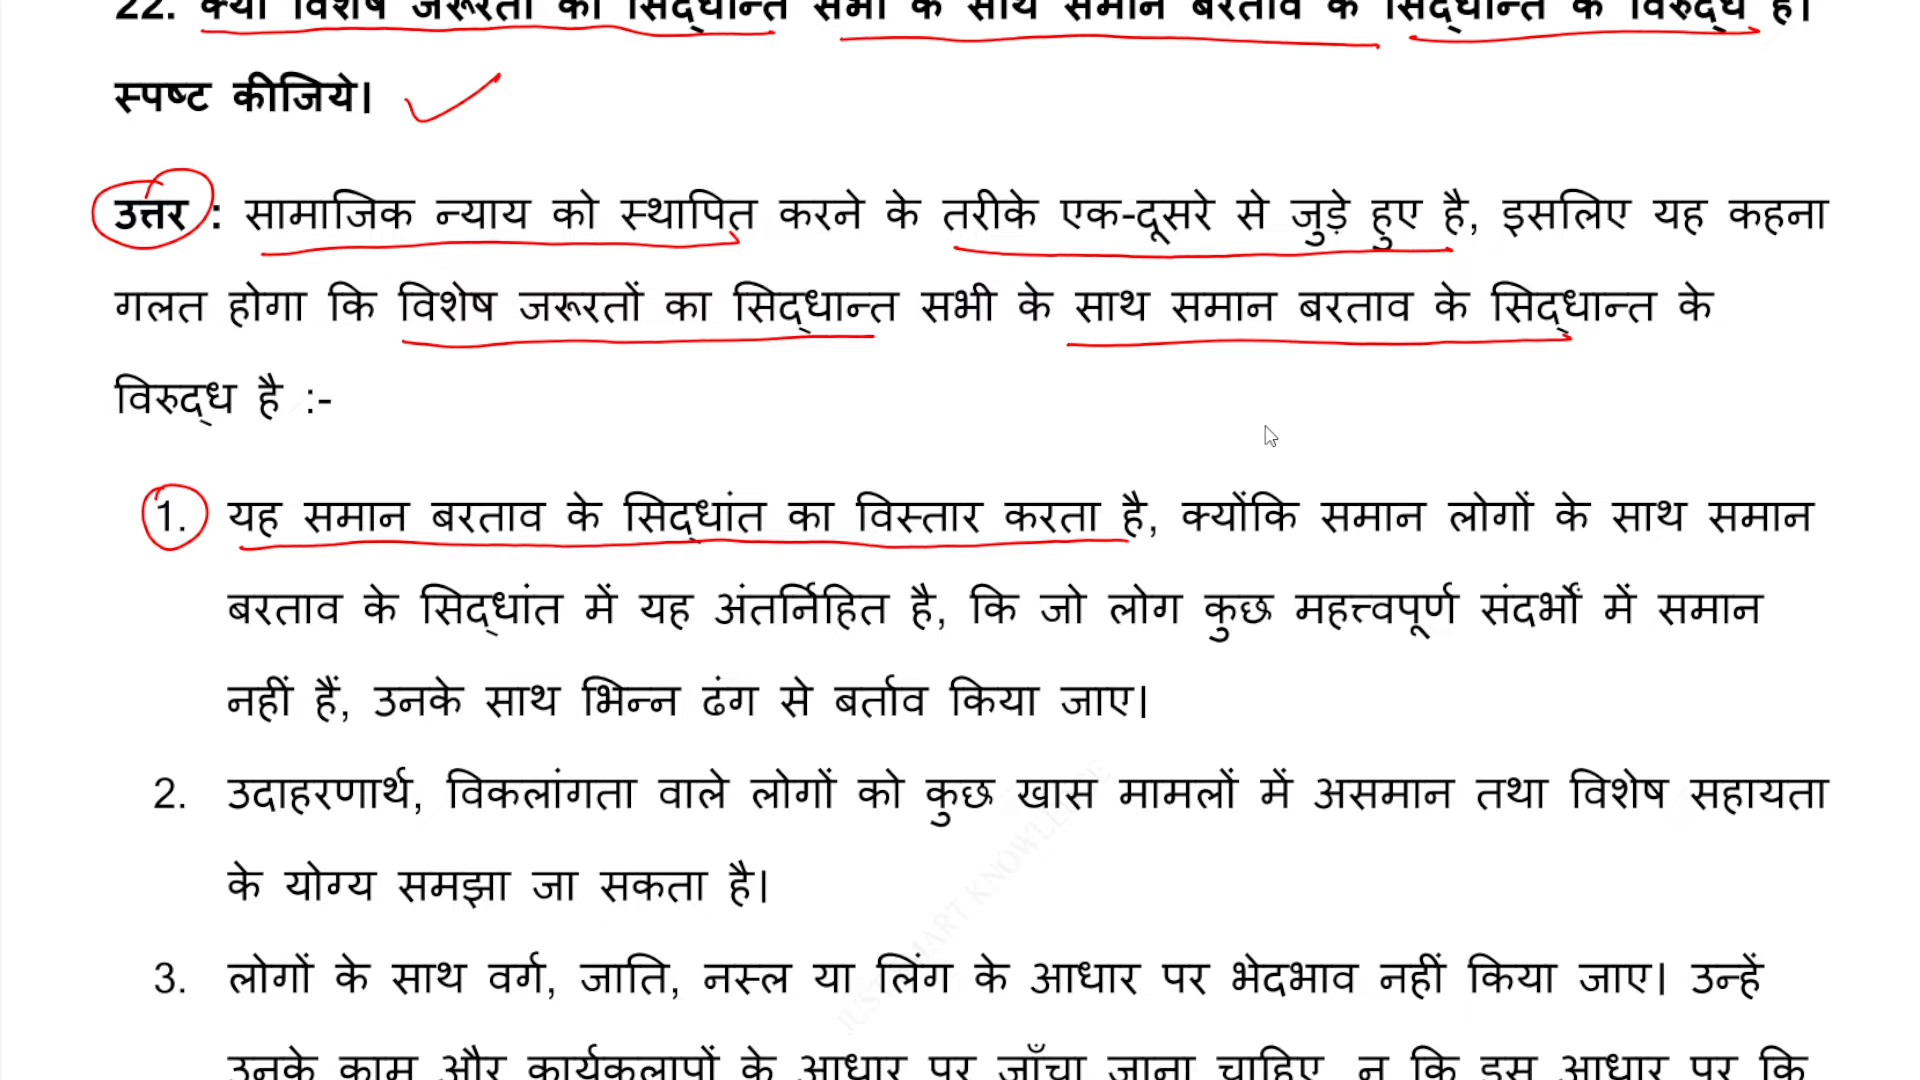 22. क्या विशेष जरूरतों का सिद्धान्त सभी के साथ समान बरताव के सिद्धान्त के विरुद्ध है।
स्पष्ट कीजिये।
उत्तर : सामाजिक न्याय को स्थापित करने के तरीके एक-दूसरे से जुड़े हुए है, इसलिए यह कहना
गलत होगा कि विशेष जरूरतों का सिद्धान्त सभी के साथ समान बरताव के सिद्धान्त के
विरुद्ध है :-
1. यह समान बरताव के सिद्धांत का विस्तार करता है, क्योंकि समान लोगों के साथ समान
बरताव के सिद्धांत में यह अंतर्निहित है, कि जो लोग कुछ महत्त्वपूर्ण संदर्भों में समान
नहीं हैं, उनके साथ भिन्न ढंग से बर्ताव किया जाए।
2. उदाहरणार्थ, विकलांगता वाले लोगों को कुछ खास मामलों में असमान तथा विशेष सहायता
के योग्य समझा जा सकता है।
3. लोगों के साथ वर्ग, जाति, नस्ल या लिंग के आधार पर भेदभाव नहीं किया जाए। उन्हें
उनके काम और कार्यकलापों के आधार पर जाँचा जाना चाहिए न कि इस आधार पर कि
JUST SMART KNOWLEDGE